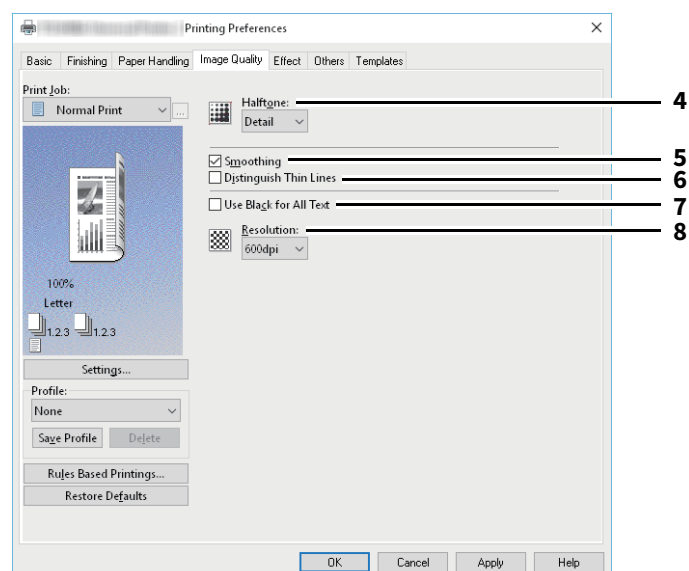 Printing Preferences
Basic Finishing Paper Handling Image Quality Effect Others Templates
Print Job:
Normal Print ...
Halftone: 4
Detail
Smoothing 5
Distinguish Thin Lines 6
Use Black for All Text 7
Resolution: 8
600dpi
100%
Letter
1.2.3 1.2.3
Settings...
Profile:
None
Save Profile Delete
Rules Based Printings...
Restore Defaults
OK Cancel Apply Help